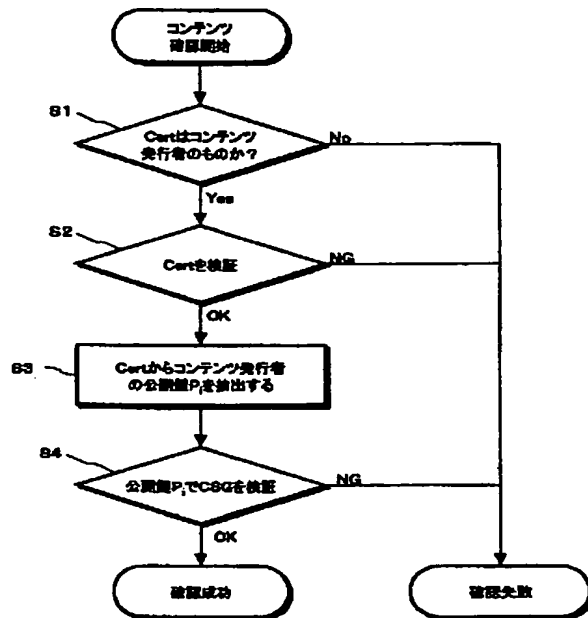 コンテンツ
確認開始
S1
Certはコンテンツ
発行者のものか？
No
Yes
S2
Certを検証
NG
OK
S3
Certからコンテンツ発行者
の公開鍵Piを抽出する
S4
公開鍵PiでCSGを検証
NG
OK
確認成功
確認失敗